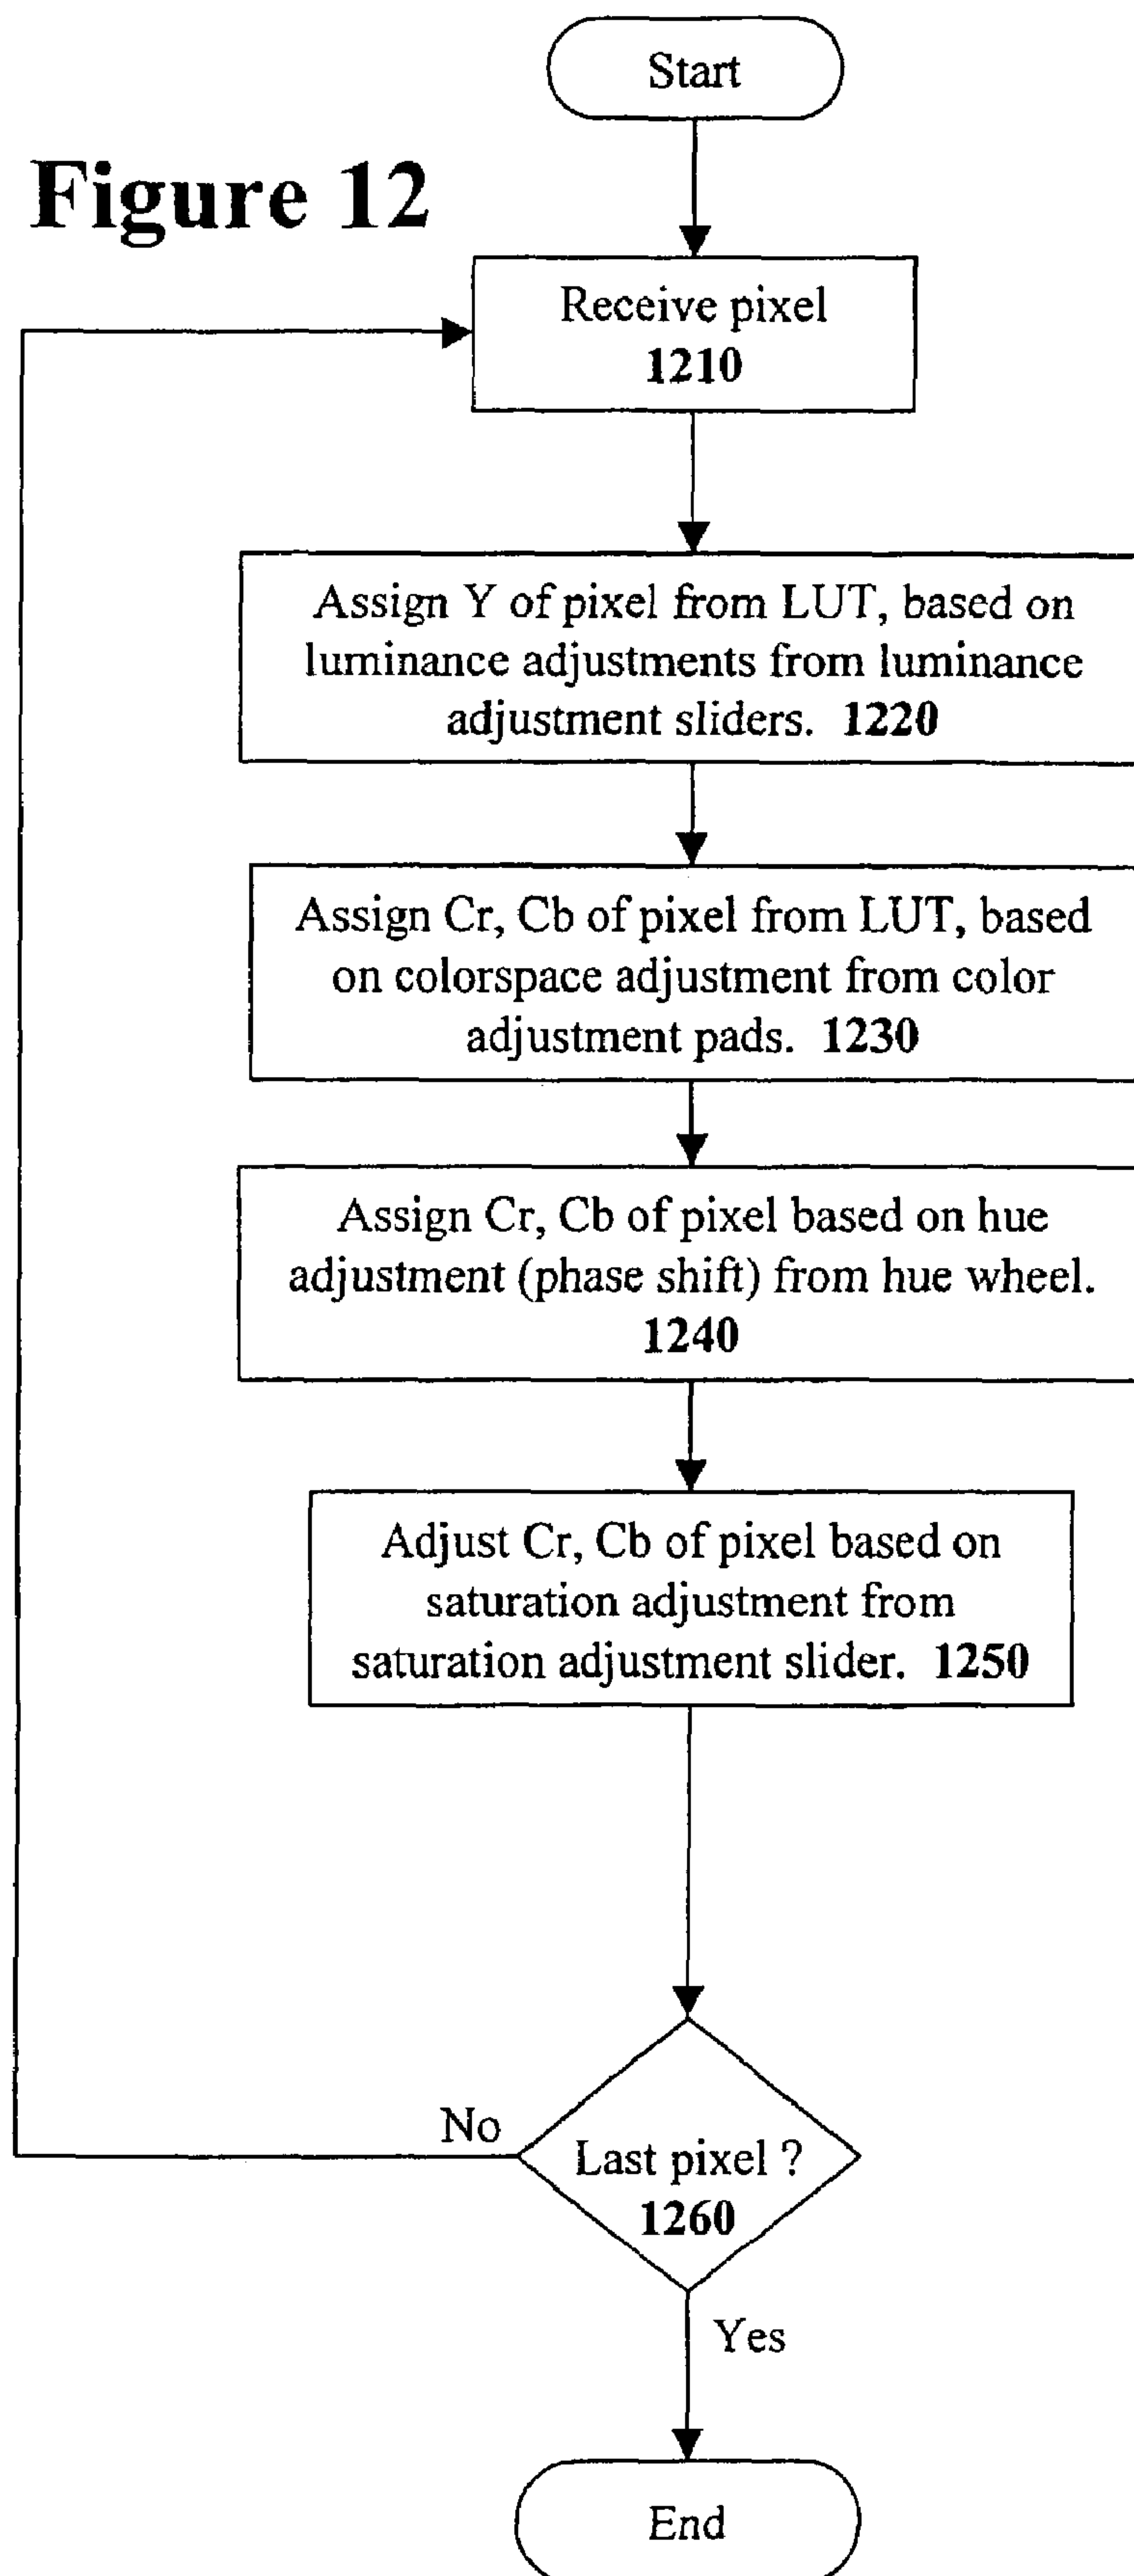 Start
Figure 12
Receive pixel
1210
Assign Y of pixel from LUT, based on
luminance adjustments from luminance
adjustment sliders. 1220
Assign Cr, Cb of pixel from LUT, based
on colorspace adjustment from color
adjustment pads. 1230
Assign Cr, Cb of pixel based on hue
adjustment (phase shift) from hue wheel.
1240
Adjust Cr, Cb of pixel based on
saturation adjustment from
saturation adjustment slider. 1250
No
Last pixel ?
1260
Yes
End